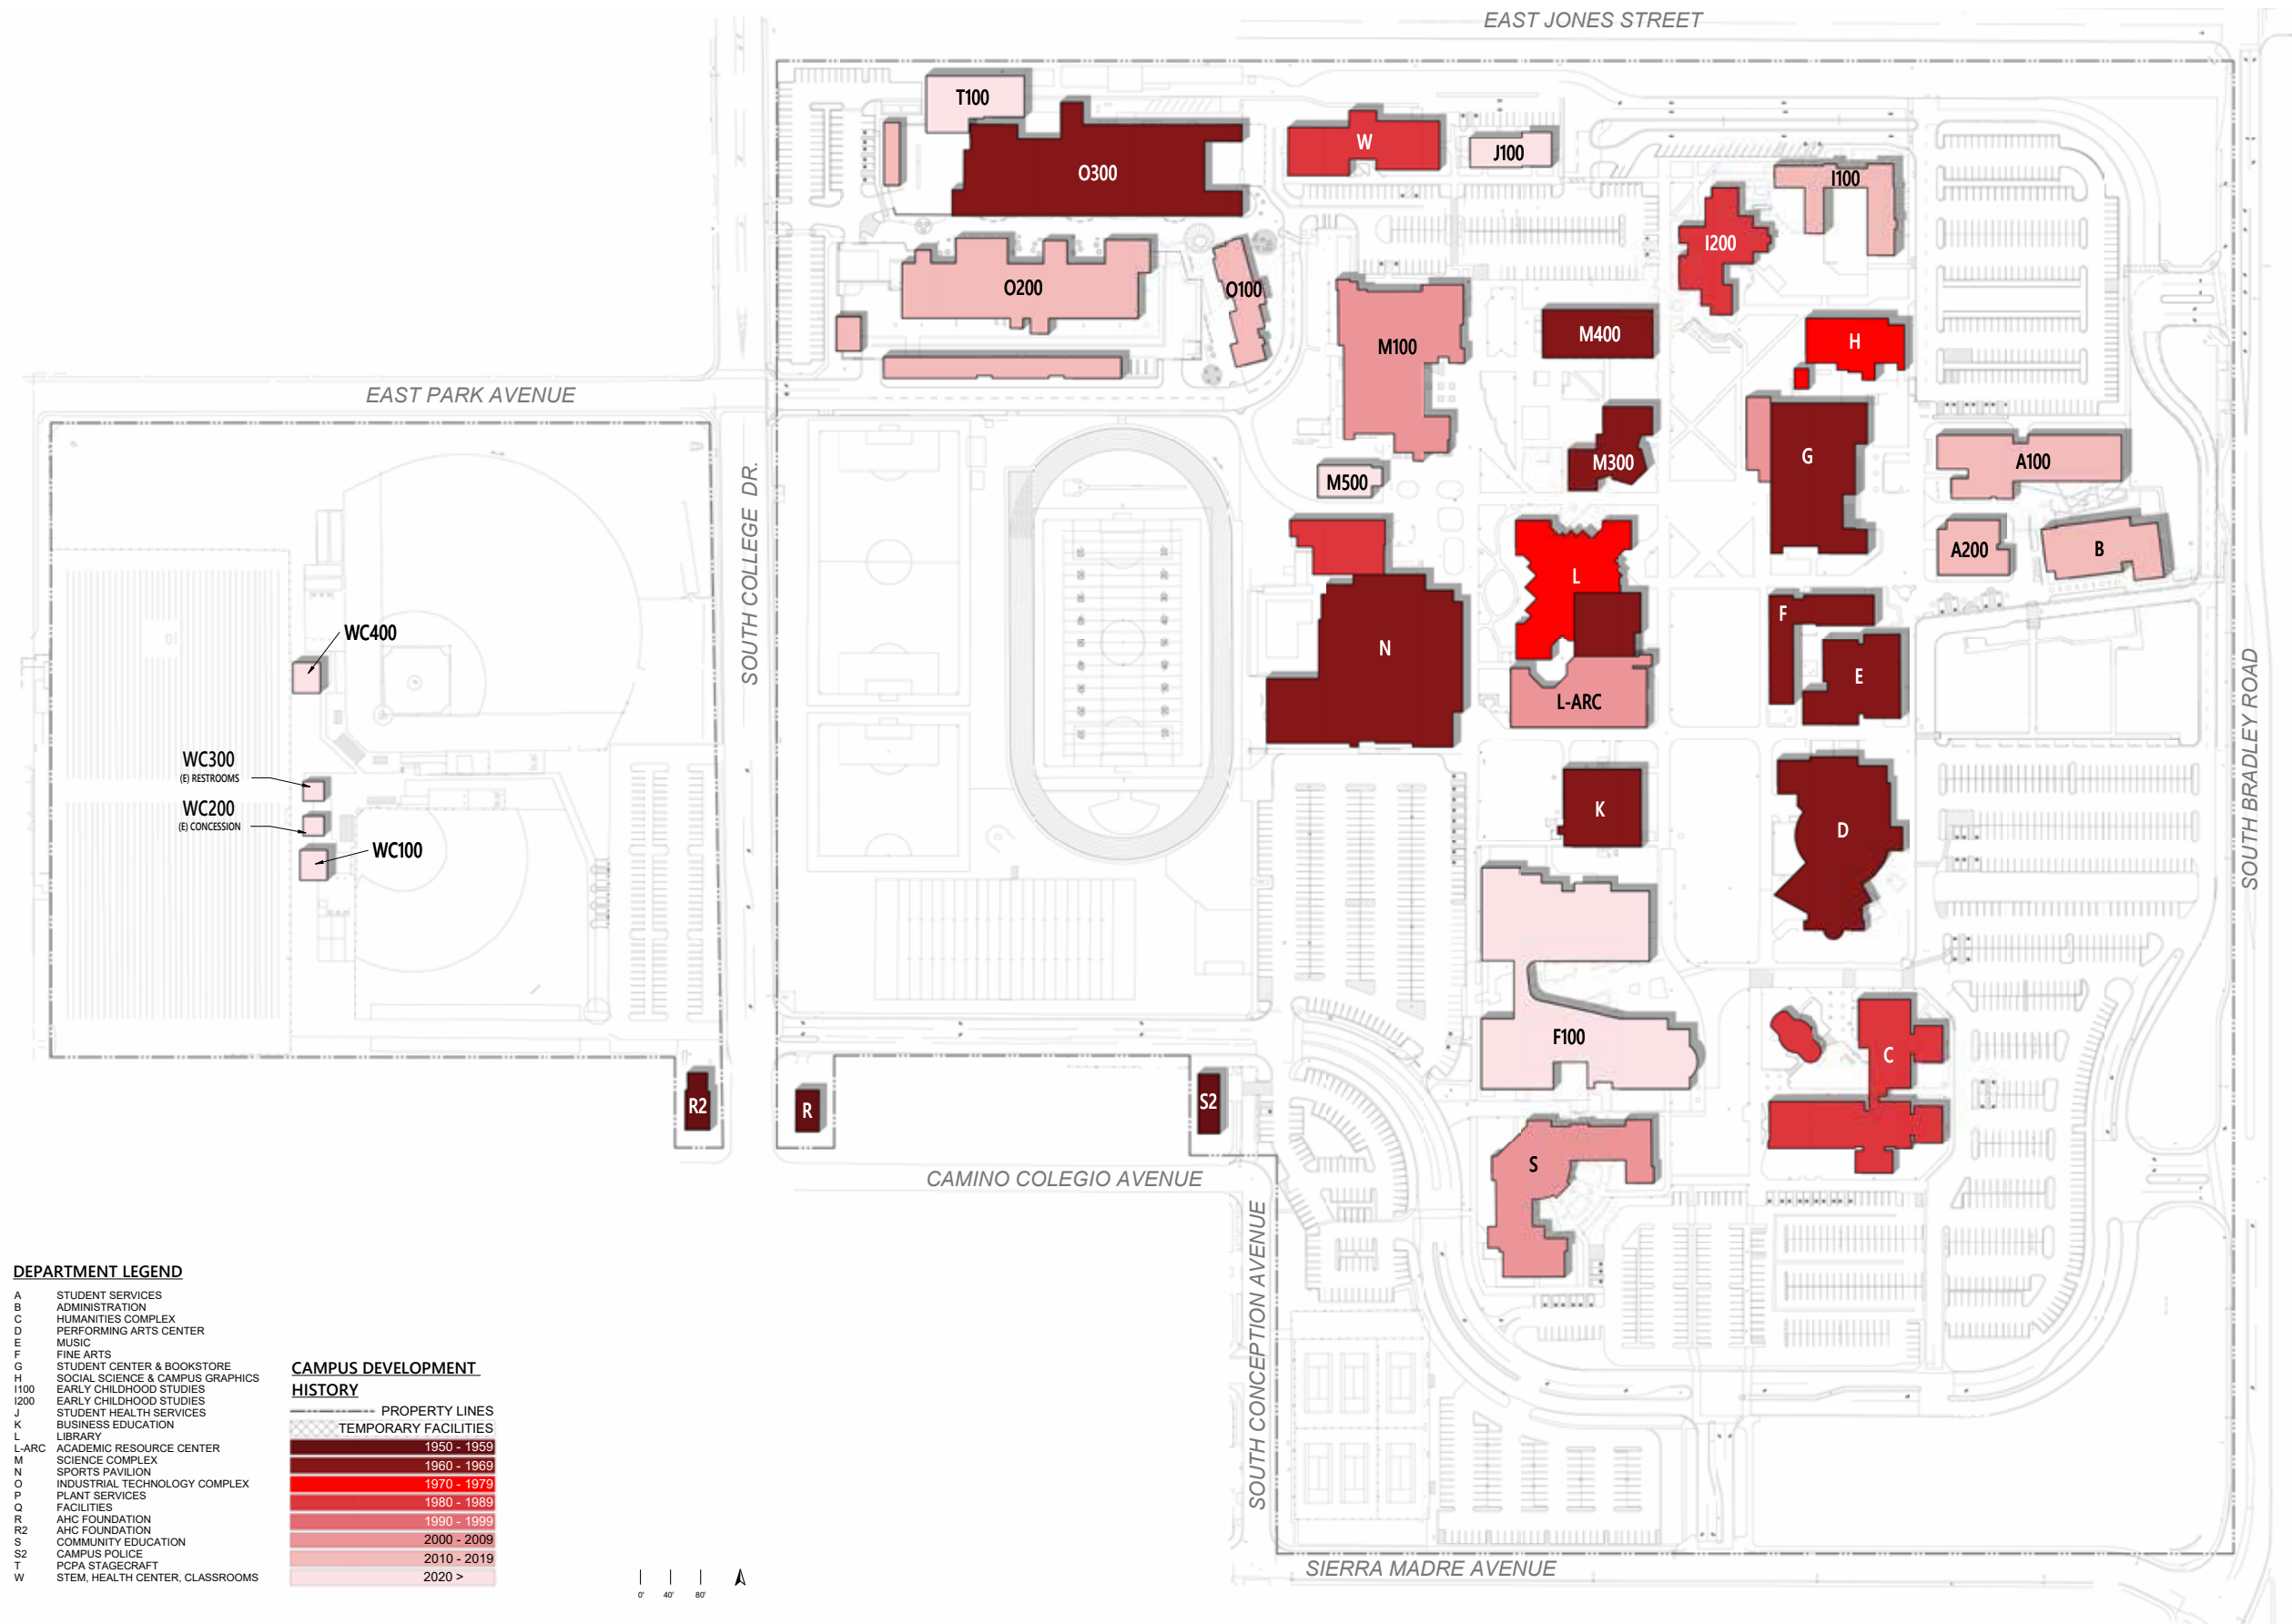 EAST JONES STREET
T100
O300
W
J100
I100
I200
O200
O100
M100
M400
H
EAST PARK AVENUE
M300
G
A100
M500
A200
B
SOUTH COLLEGE DR.
L
F
WC400
N
E
L-ARC
SOUTH BRADLEY ROAD
WC300
(E) RESTROOMS
WC200
(E) CONCESSION
WC100
K
D
F100
C
R2
R
S2
S
CAMINO COLEGIO AVENUE
SOUTH CONCEPTION AVENUE
SIERRA MADRE AVENUE
DEPARTMENT LEGEND
A STUDENT SERVICES
B ADMINISTRATION
C HUMANITIES COMPLEX
D PERFORMING ARTS CENTER
E MUSIC
F FINE ARTS
G STUDENT CENTER & BOOKSTORE
H SOCIAL SCIENCE & CAMPUS GRAPHICS
I100 EARLY CHILDHOOD STUDIES
I200 EARLY CHILDHOOD STUDIES
J STUDENT HEALTH SERVICES
K BUSINESS EDUCATION
L LIBRARY
L-ARC ACADEMIC RESOURCE CENTER
M SCIENCE COMPLEX
N SPORTS PAVILION
O INDUSTRIAL TECHNOLOGY COMPLEX
P PLANT SERVICES
Q FACILITIES
R AHC FOUNDATION
R2 AHC FOUNDATION
S COMMUNITY EDUCATION
S2 CAMPUS POLICE
T PCPA STAGECRAFT
W STEM, HEALTH CENTER, CLASSROOMS
CAMPUS DEVELOPMENT
HISTORY
PROPERTY LINES
TEMPORARY FACILITIES
1950 - 1959
1960 - 1969
1970 - 1979
1980 - 1989
1990 - 1999
2000 - 2009
2010 - 2019
2020 >
0' 40' 80'